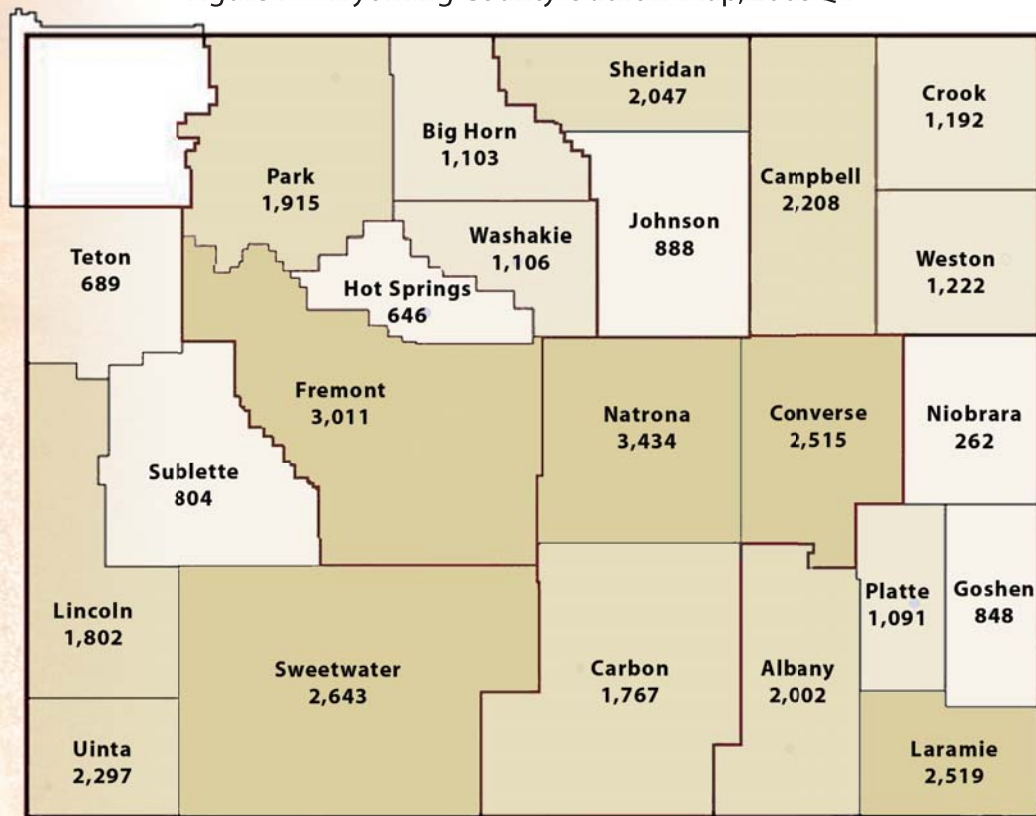 Sheridan
2,047
Crook
1,192
Big Horn
1,103
Park
1,915
Campbell
2,208
Johnson
888
Washakie
1,106
Teton
689
Weston
1,222
Hot Springs
646
Fremont
3,011
Natrona
3,434
Converse
2,515
Niobrara
262
Sublette
804
Lincoln
1,802
Platte
1,091
Goshen
848
Sweetwater
2,643
Carbon
1,767
Albany
2,002
Uinta
2,297
Laramie
2,519